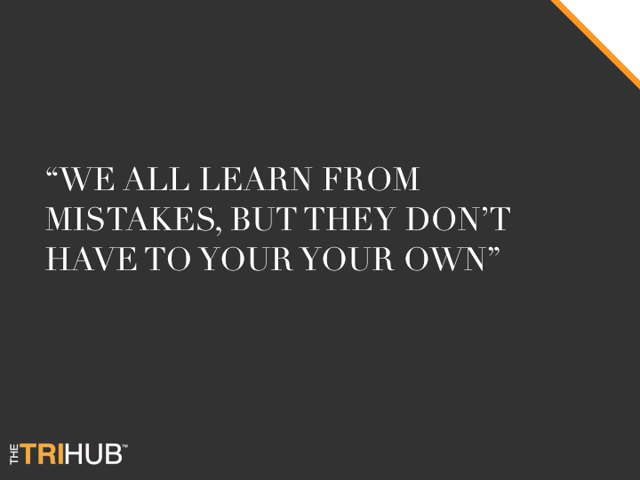 “WE ALL LEARN FROM
MISTAKES, BUT THEY DON’T
HAVE TO YOUR YOUR OWN”
THE TRIHUB™